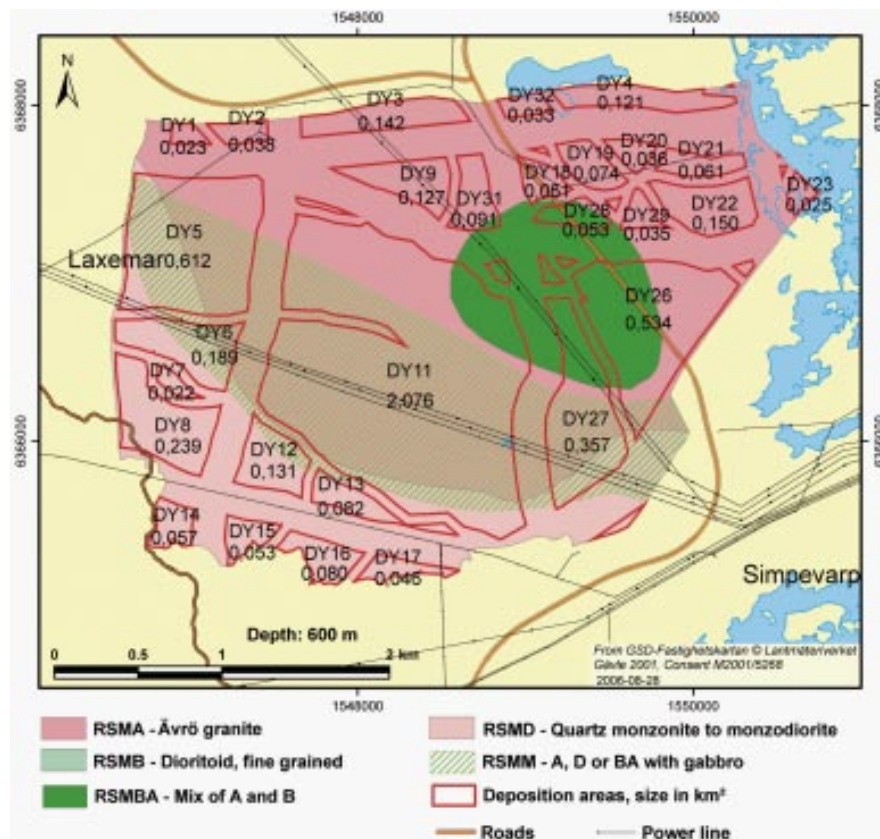 1548000 1550000
N
6368000
6368000
DY1
0,023
DY2
0,038
DY3
0,142
DY32
0,033
DY4
0,121
DY9
0,127
DY31
0,091
DY18
0,051
DY19
0,074
DY20
0,036
DY21
0,061
DY22
0,150
DY23
0,025
DY28
0,053
DY29
0,035
DY5
0,612
Laxemar
DY26
0,534
DY6
0,189
DY7
0,022
DY8
0,239
DY11
2,076
DY27
0,357
DY12
0,131
DY13
0,082
6366000
6366000
DY14
0,057
DY15
0,053
DY16
0,080
DY17
0,046
Simpevarp
Depth: 600 m
0 0.5 1 2 km
From GSD-Fastighetskartan © Lantmäteriverket
Gävle 2001, Consent M2001/5268
2006-08-28
1548000 1550000
RSMA - Ävrö granite
RSMB - Dioritoid, fine grained
RSMBA - Mix of A and B
RSMD - Quartz monzonite to monzodiorite
RSMM - A, D or BA with gabbro
Deposition areas, size in km²
Roads Power line